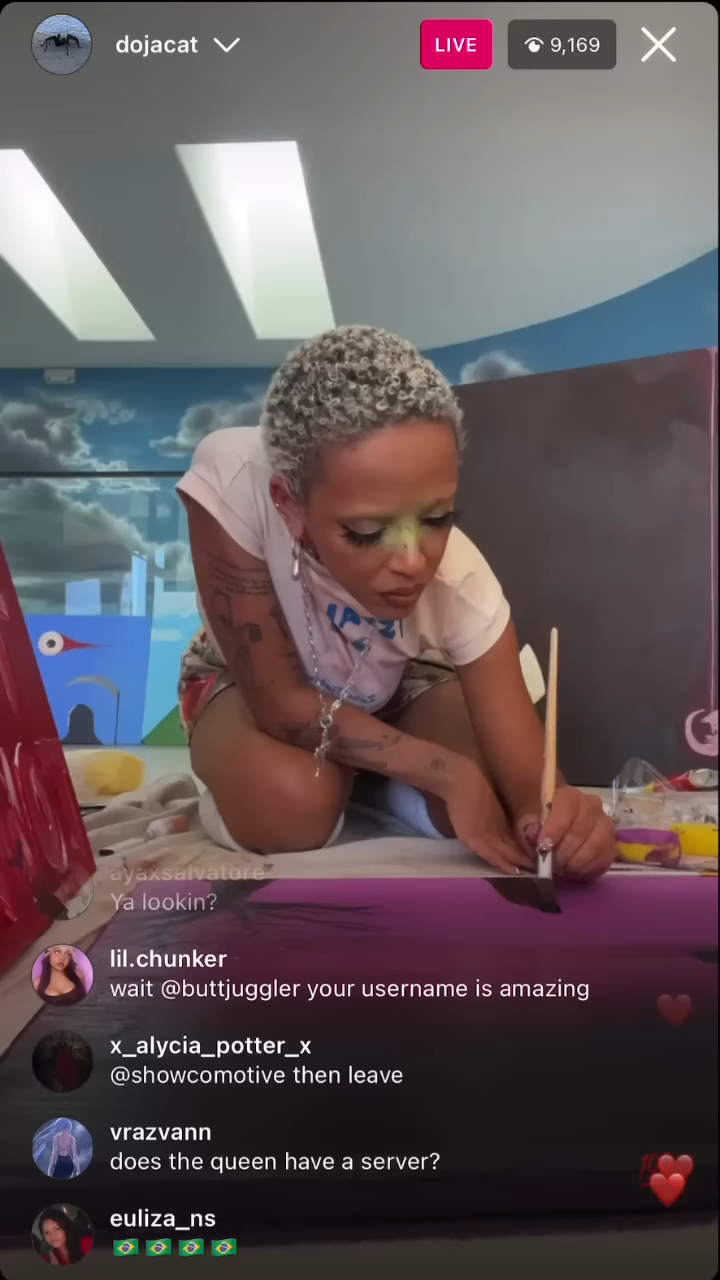 dojacat
LIVE
9,169
ayaxsalvatore
Ya lookin?
lil.chunker
wait @buttjuggler your username is amazing
x_alycia_potter_x
@showcomotive then leave
vrazvann
does the queen have a server?
euliza_ns
🇧🇷 🇧🇷 🇧🇷 🇧🇷